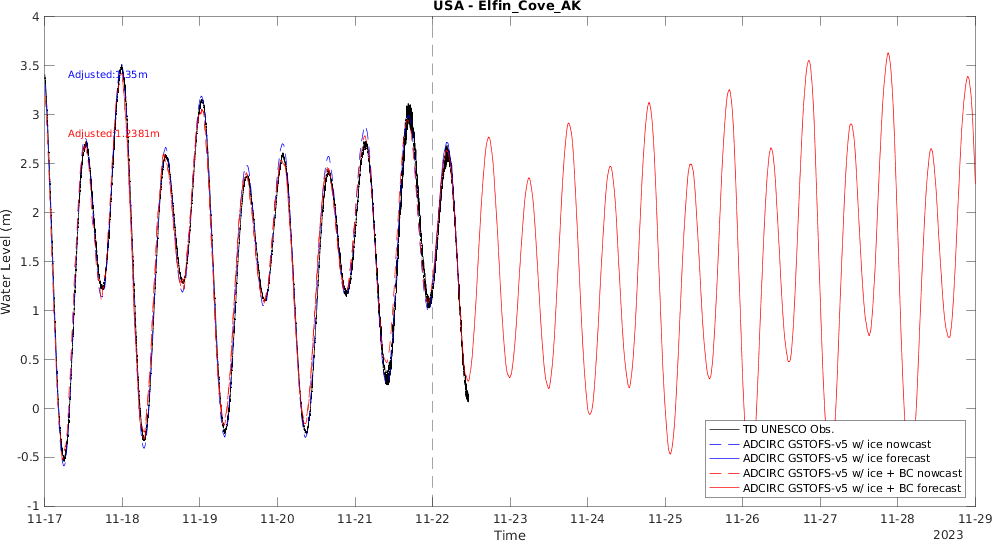 USA - Elfin_Cove_AK
4
3.5
3
2.5
2
1.5
1
0.5
0
-0.5
-1
Water Level (m)
Adjusted:1.35m
Adjusted:1.2381m
TD UNESCO Obs.
ADCIRC GSTOFS-v5 w/ ice nowcast
ADCIRC GSTOFS-v5 w/ ice forecast
ADCIRC GSTOFS-v5 w/ ice + BC nowcast
ADCIRC GSTOFS-v5 w/ ice + BC forecast
11-17 11-18 11-19 11-20 11-21 11-22 11-23 11-24 11-25 11-26 11-27 11-28 11-29
Time
2023